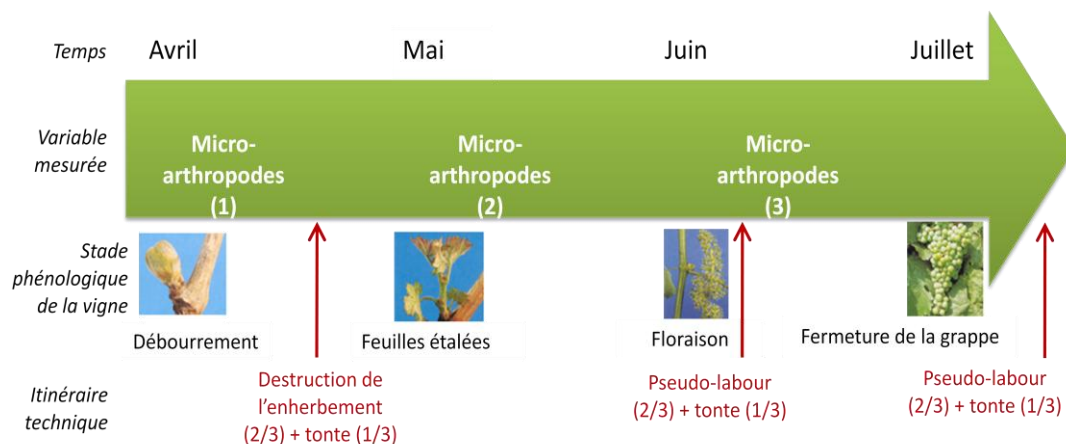 Temps
Avril
Mai
Juin
Juillet
Variable
mesurée
Micro-
arthropodes
(1)
Micro-
arthropodes
(2)
Micro-
arthropodes
(3)
Stade
phénologique
de la vigne
Débourrement
Feuilles étalées
Floraison
Fermeture de la grappe
Itinéraire
technique
Destruction de
l'enherbement
(2/3) + tonte (1/3)
Pseudo-labour
(2/3) + tonte (1/3)
Pseudo-labour
(2/3) + tonte (1/3)